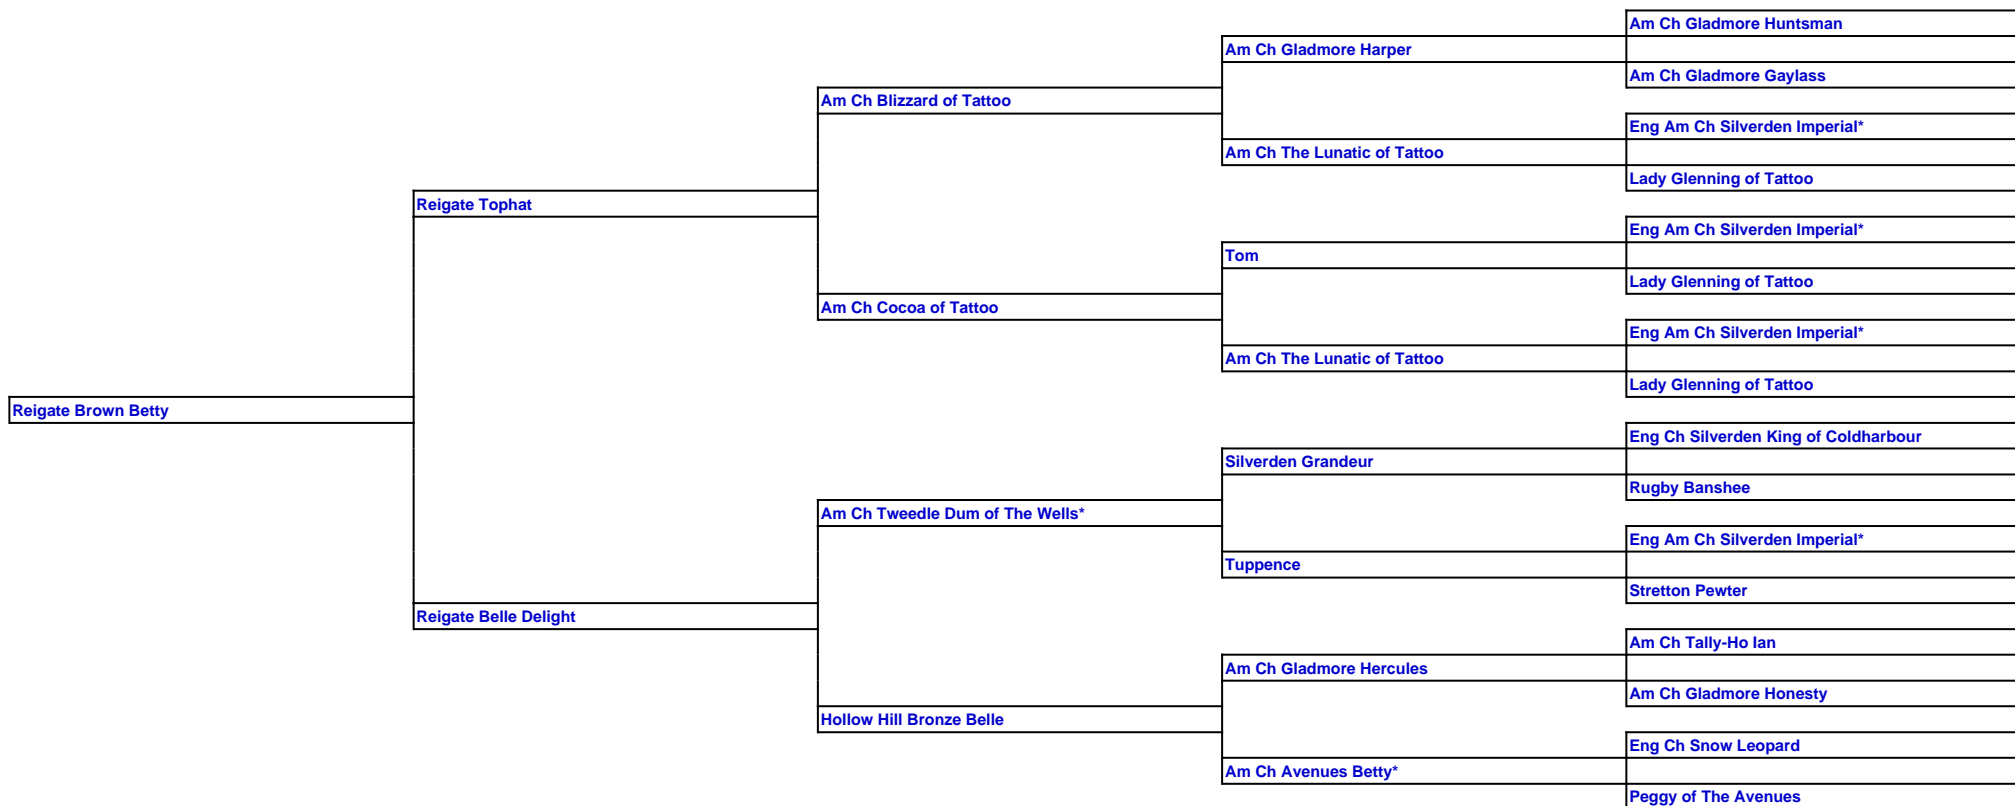 Am Ch Gladmore Huntsman
Am Ch Gladmore Harper
Am Ch Gladmore Gaylass
Am Ch Blizzard of Tattoo
Eng Am Ch Silverden Imperial*
Am Ch The Lunatic of Tattoo
Lady Glenning of Tattoo
Reigate Tophat
Eng Am Ch Silverden Imperial*
Tom
Lady Glenning of Tattoo
Am Ch Cocoa of Tattoo
Eng Am Ch Silverden Imperial*
Am Ch The Lunatic of Tattoo
Lady Glenning of Tattoo
Reigate Brown Betty
Eng Ch Silverden King of Coldharbour
Silverden Grandeur
Rugby Banshee
Am Ch Tweedle Dum of The Wells*
Eng Am Ch Silverden Imperial*
Tuppence
Stretton Pewter
Reigate Belle Delight
Am Ch Tally-Ho Ian
Am Ch Gladmore Hercules
Am Ch Gladmore Honesty
Hollow Hill Bronze Belle
Eng Ch Snow Leopard
Am Ch Avenues Betty*
Peggy of The Avenues